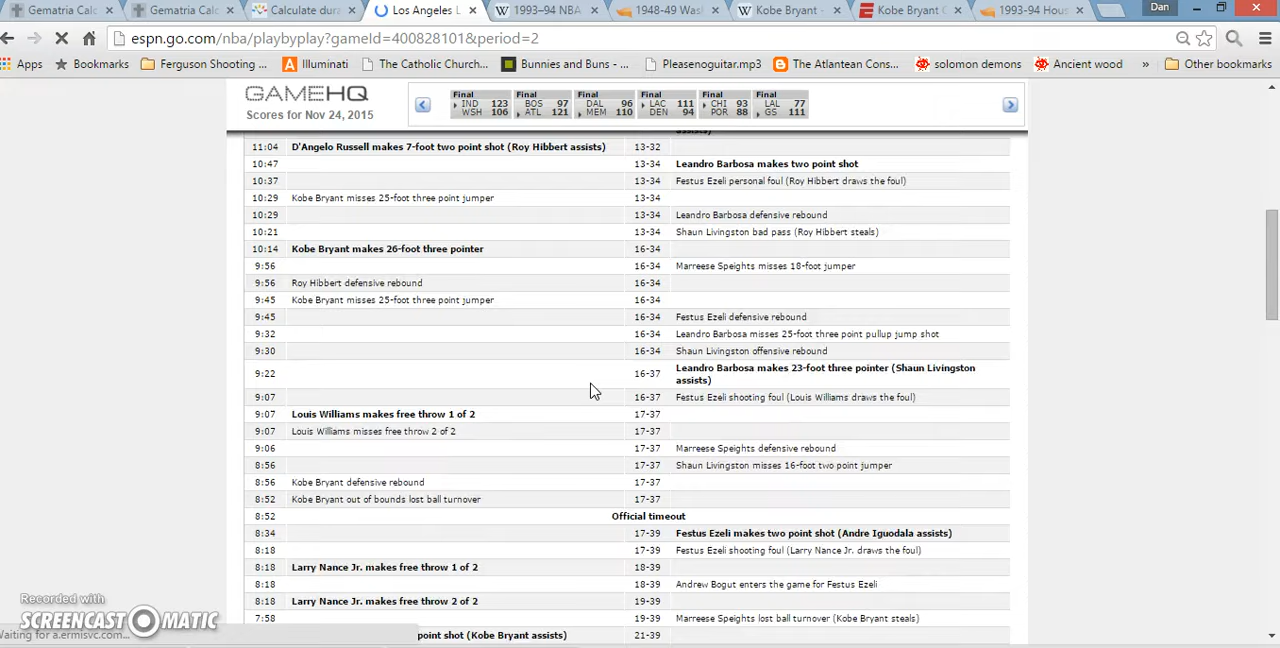 Gematria Calc Gematria Calc Calculate dura Los Angeles L 1993–94 NBA 1948-49 Was Kobe Bryant - Kobe Bryant 1993-94 Hous Dan
espn.go.com/nba/playbyplay?gameId=400828101&period=2
Apps Bookmarks Ferguson Shooting ... Illuminati The Catholic Church... Bunnies and Buns - ... Pleasenoguitar.mp3 The Atlantean Cons... solomon demons Ancient wood » Other bookmarks
GAMEHQ
Scores for Nov 24, 2015
Final Final Final Final Final Final
IND 123 BOS 97 DAL 96 LAC 111 CHI 93 LAL 77
WSH 106 ATL 121 MEM 110 DEN 94 POR 88 GS 111
assists)
11:04 D'Angelo Russell makes 7-foot two point shot (Roy Hibbert assists) 13-32
10:47 13-34 Leandro Barbosa makes two point shot
10:37 13-34 Festus Ezeli personal foul (Roy Hibbert draws the foul)
10:29 Kobe Bryant misses 25-foot three point jumper 13-34
10:29 13-34 Leandro Barbosa defensive rebound
10:21 13-34 Shaun Livingston bad pass (Roy Hibbert steals)
10:14 Kobe Bryant makes 26-foot three pointer 16-34
9:56 16-34 Marreese Speights misses 18-foot jumper
9:56 Roy Hibbert defensive rebound 16-34
9:45 Kobe Bryant misses 25-foot three point jumper 16-34
9:45 16-34 Festus Ezeli defensive rebound
9:32 16-34 Leandro Barbosa misses 25-foot three point pullup jump shot
9:30 16-34 Shaun Livingston offensive rebound
9:22 16-37 Leandro Barbosa makes 23-foot three pointer (Shaun Livingston
assists)
9:07 16-37 Festus Ezeli shooting foul (Louis Williams draws the foul)
9:07 Louis Williams makes free throw 1 of 2 17-37
9:07 Louis Williams misses free throw 2 of 2 17-37
9:06 17-37 Marreese Speights defensive rebound
8:56 17-37 Shaun Livingston misses 16-foot two point jumper
8:56 Kobe Bryant defensive rebound 17-37
8:52 Kobe Bryant out of bounds lost ball turnover 17-37
8:52 Official timeout
8:34 17-39 Festus Ezeli makes two point shot (Andre Iguodala assists)
8:18 17-39 Festus Ezeli shooting foul (Larry Nance Jr. draws the foul)
8:18 Larry Nance Jr. makes free throw 1 of 2 18-39
8:18 18-39 Andrew Bogut enters the game for Festus Ezeli
8:18 Larry Nance Jr. makes free throw 2 of 2 19-39
7:58 19-39 Marreese Speights lost ball turnover (Kobe Bryant steals)
point shot (Kobe Bryant assists) 21-39
Recorded with
SCREENCAST MATIC
Waiting for a.ermisvc.com...